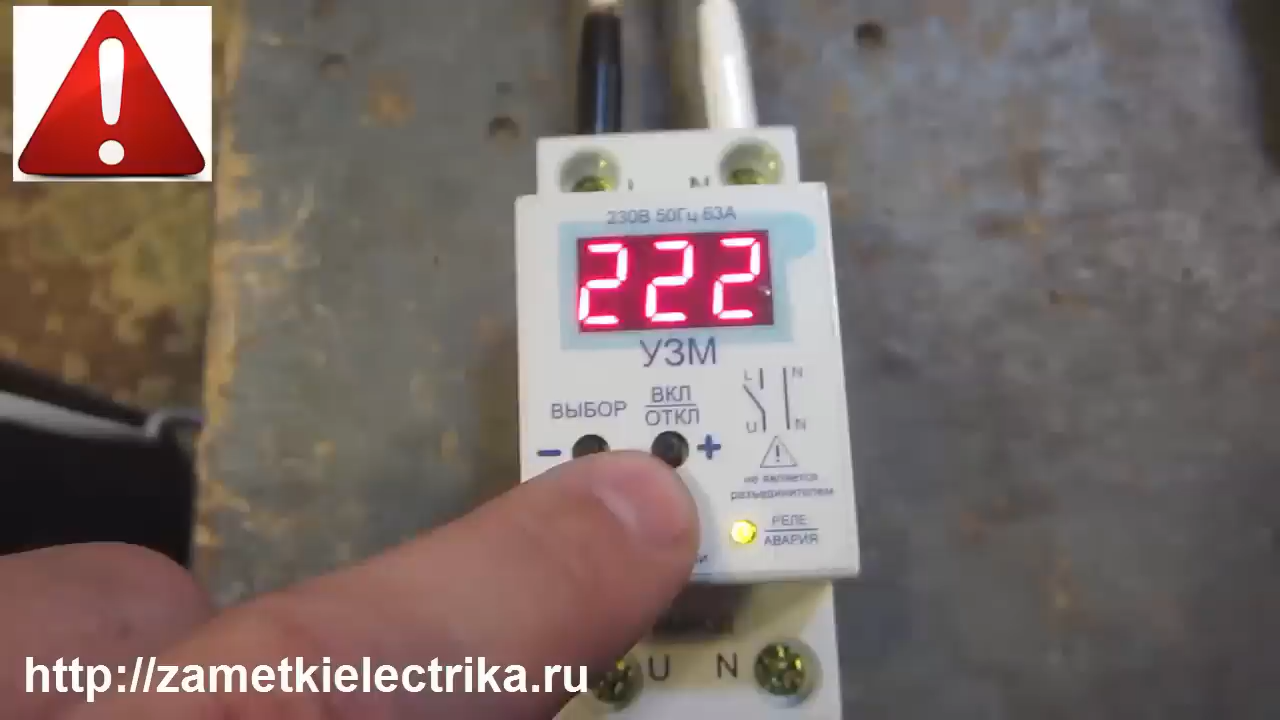 L N
230В 50Гц 63А
222
УЗМ
ВЫБОР
ВКЛ
ОТКЛ
- +
L N
U N
не является
разъединителем
РЕЛЕ
АВАРИЯ
U N
http://zametkielectrika.ru